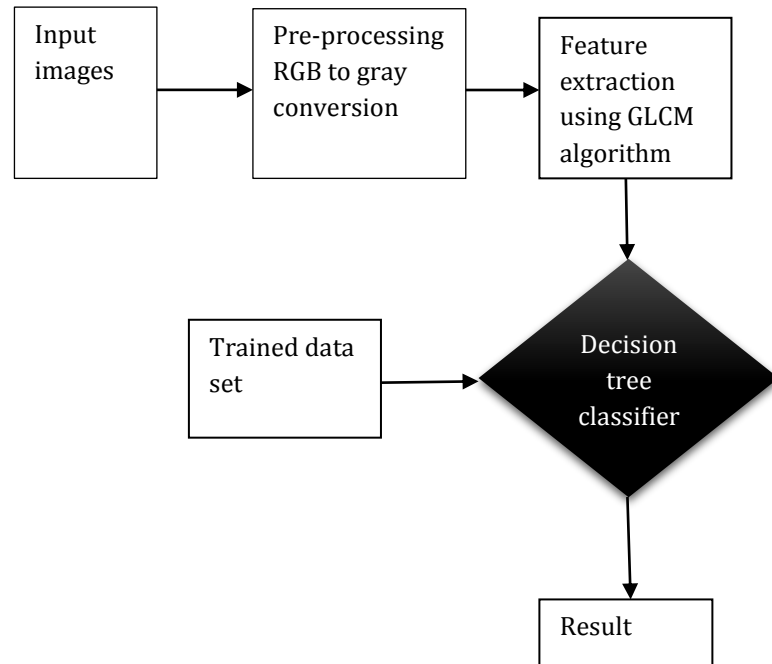 Input
images
Pre-processing
RGB to gray
conversion
Feature
extraction
using GLCM
algorithm
Trained data
set
Decision
tree
classifier
Result